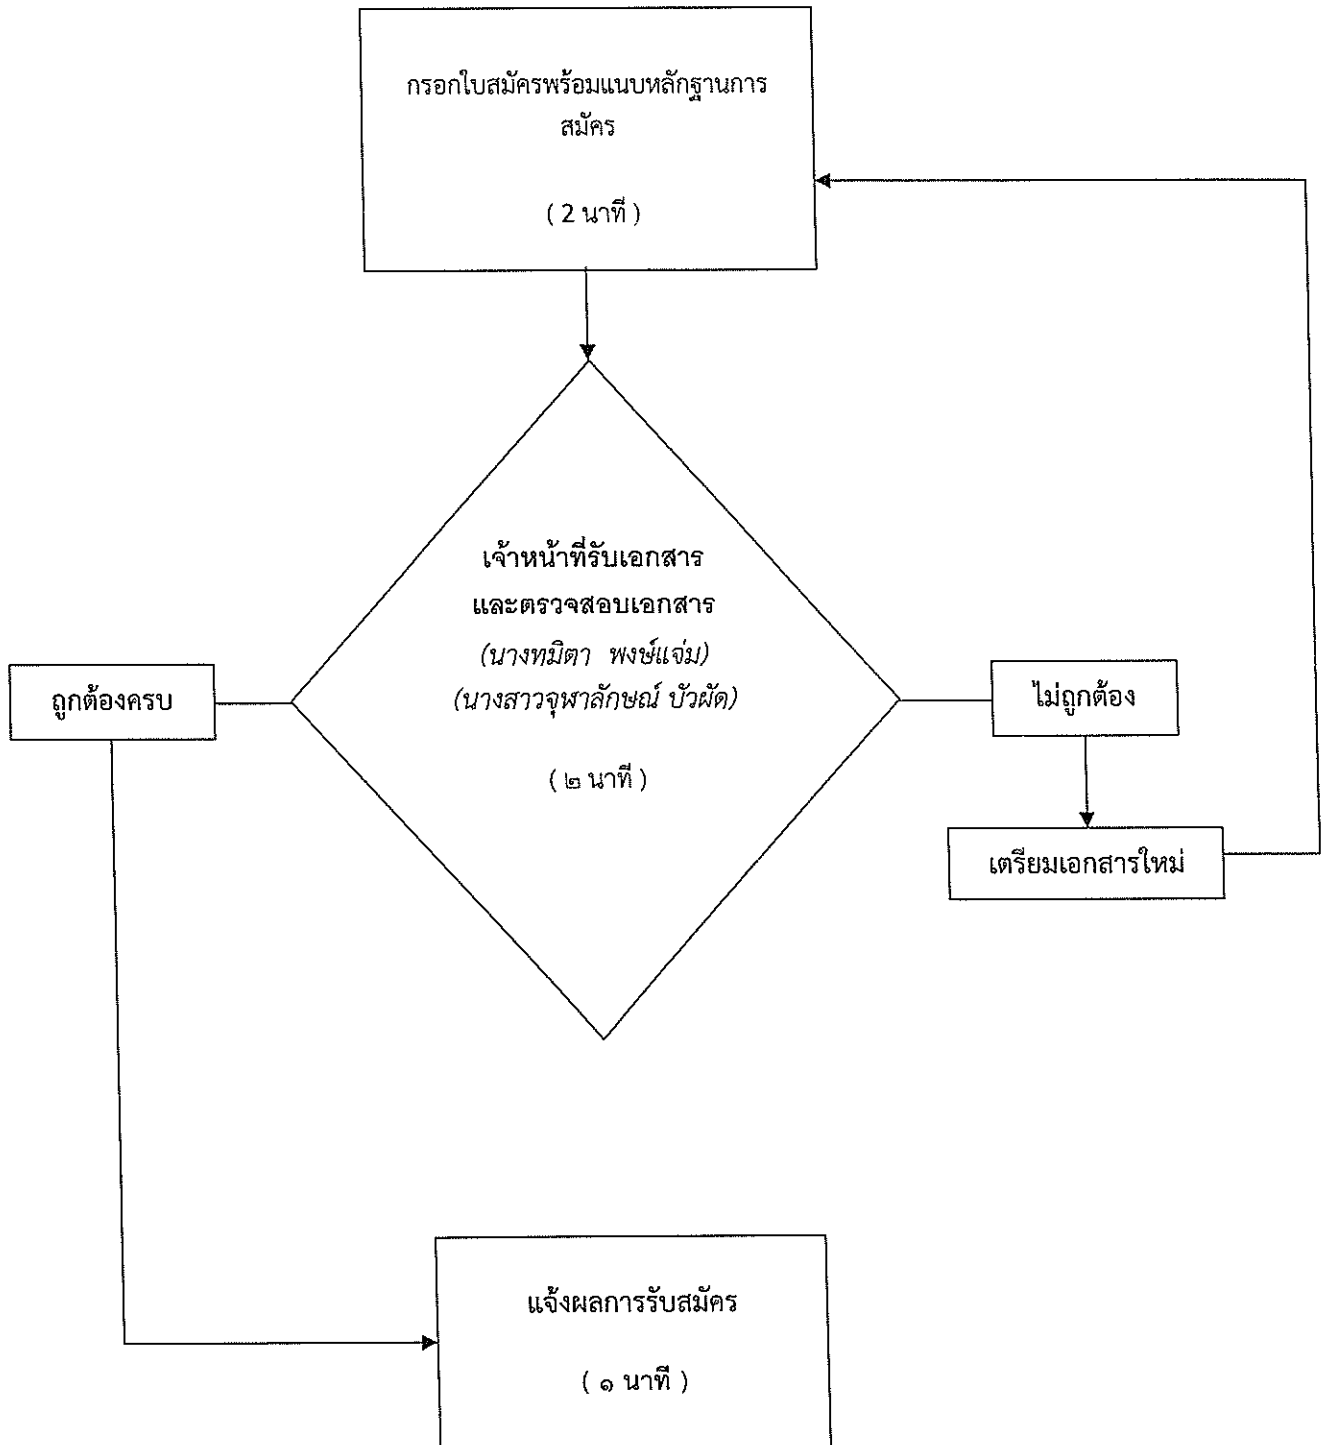 กรอกใบสมัครพร้อมแนบหลักฐานการ
สมัคร
( 2 นาที )
เจ้าหน้าที่รับเอกสาร
และตรวจสอบเอกสาร
(นางทมิตา พงษ์แจ่ม)
(นางสาวจุฬาลักษณ์ บัวผัด)
( ๒ นาที )
ถูกต้องครบ
ไม่ถูกต้อง
เตรียมเอกสารใหม่
แจ้งผลการรับสมัคร
( ๑ นาที )